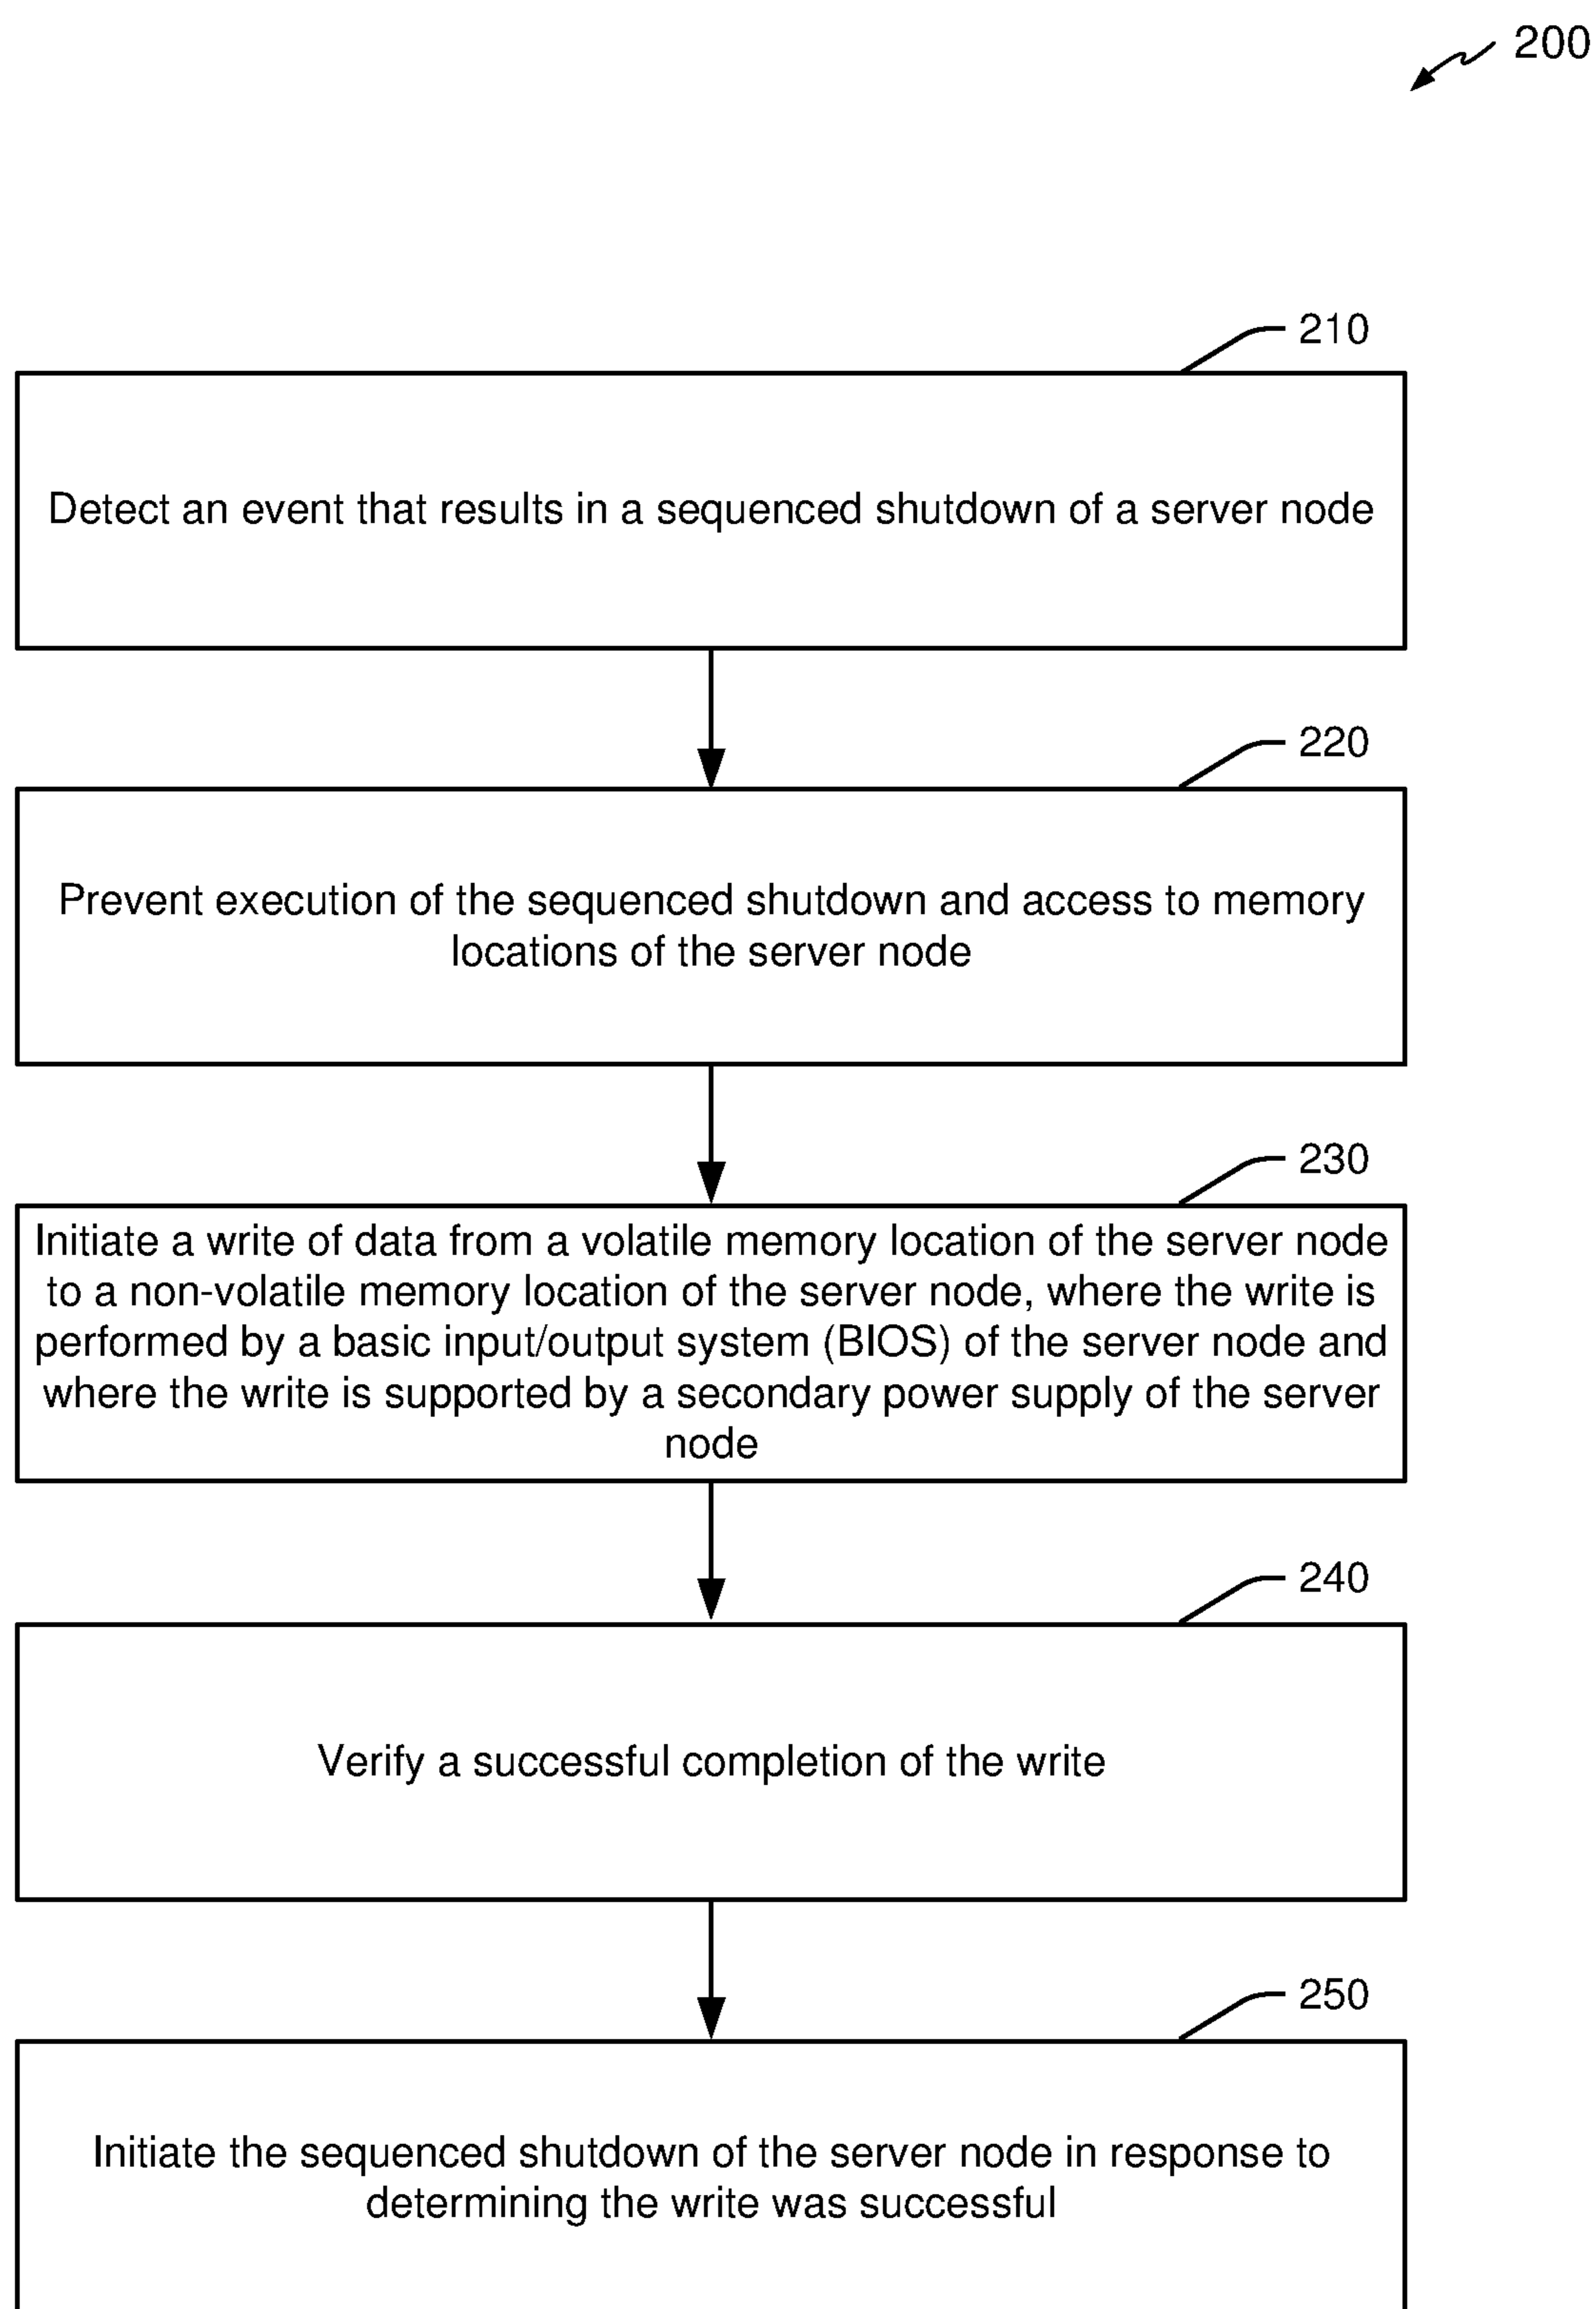 200
210
Detect an event that results in a sequenced shutdown of a server node
220
Prevent execution of the sequenced shutdown and access to memory
locations of the server node
230
Initiate a write of data from a volatile memory location of the server node
to a non-volatile memory location of the server node, where the write is
performed by a basic input/output system (BIOS) of the server node and
where the write is supported by a secondary power supply of the server
node
240
Verify a successful completion of the write
250
Initiate the sequenced shutdown of the server node in response to
determining the write was successful